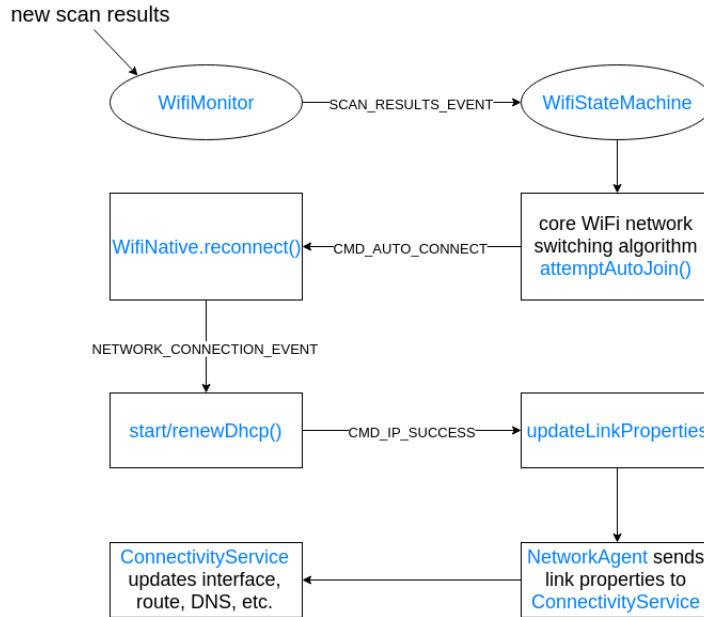 new scan results
WifiMonitor
SCAN_RESULTS_EVENT
WifiStateMachine
core WiFi network
switching algorithm
attemptAutoJoin()
CMD_AUTO_CONNECT
WifiNative.reconnect()
NETWORK_CONNECTION_EVENT
start/renewDhcp()
CMD_IP_SUCCESS
updateLinkProperties
NetworkAgent sends
link properties to
ConnectivityService
ConnectivityService
updates interface,
route, DNS, etc.